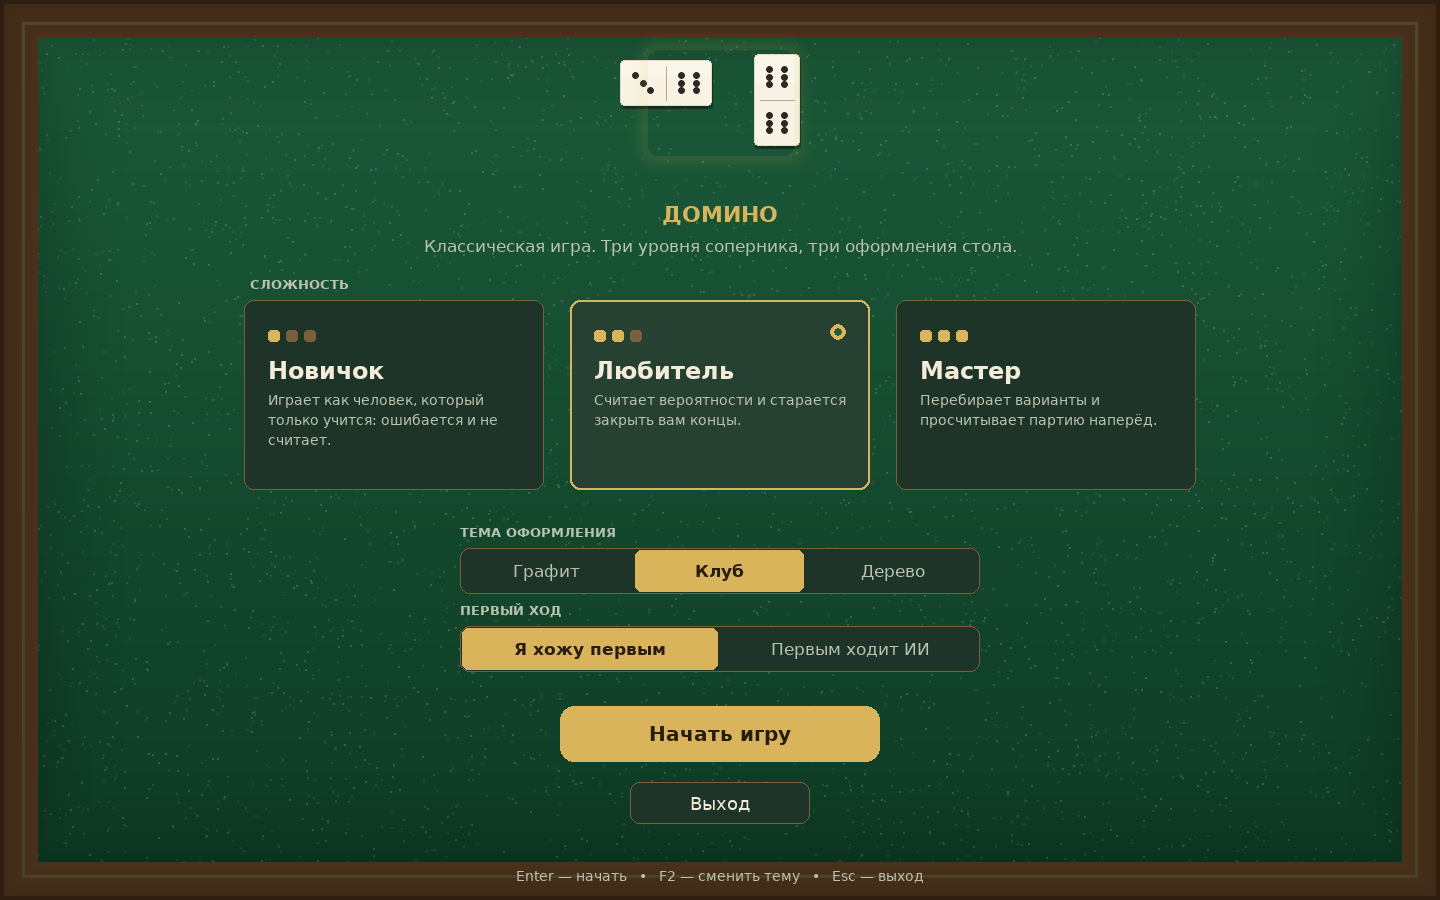 ДОМИНО
Классическая игра. Три уровня соперника, три оформления стола.
СЛОЖНОСТЬ
Новичок
Играет как человек, который
только учится: ошибается и не
считает.
Любитель
Считает вероятности и старается
закрыть вам концы.
Мастер
Перебирает варианты и
просчитывает партию наперёд.
ТЕМА ОФОРМЛЕНИЯ
Графит
Клуб
Дерево
ПЕРВЫЙ ХОД
Я хожу первым
Первым ходит ИИ
Начать игру
Выход
Enter — начать • F2 — сменить тему • Esc — выход